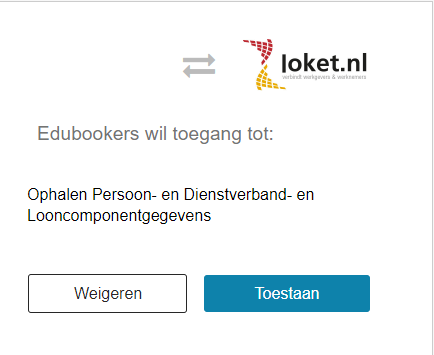 loket.nl
verbindt werkgevers & werknemers
Edubookers wil toegang tot:
Ophalen Persoon- en Dienstverband- en
Looncomponentgegevens
Weigeren
Toestaan